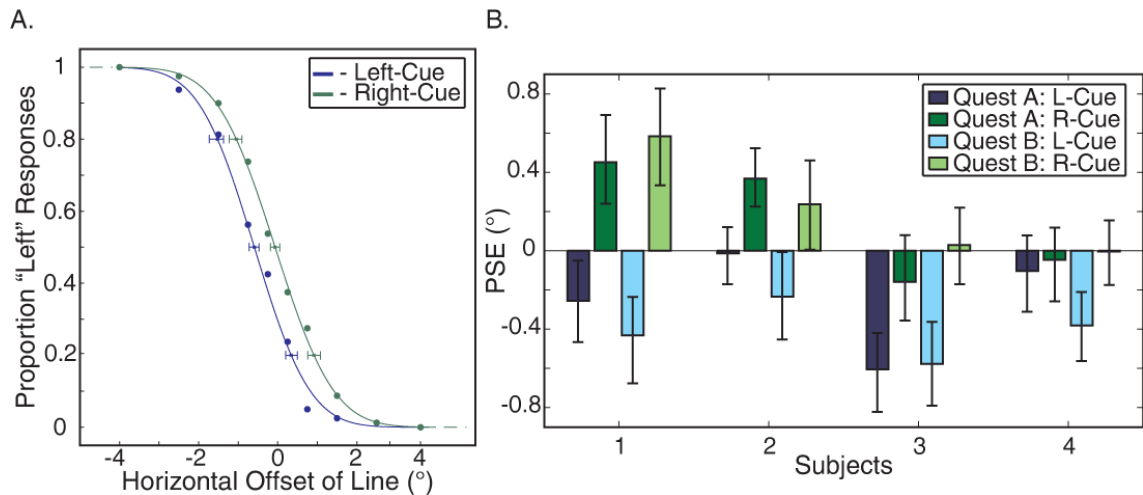 A.
Proportion “Left” Responses
1
0.8
0.6
0.4
0.2
0
- Left-Cue
- Right-Cue
-4 -2 0 2 4
Horizontal Offset of Line (°)
B.
PSE (°)
0.8
0.4
0
-0.4
-0.8
Quest A: L-Cue
Quest A: R-Cue
Quest B: L-Cue
Quest B: R-Cue
1 2 3 4
Subjects